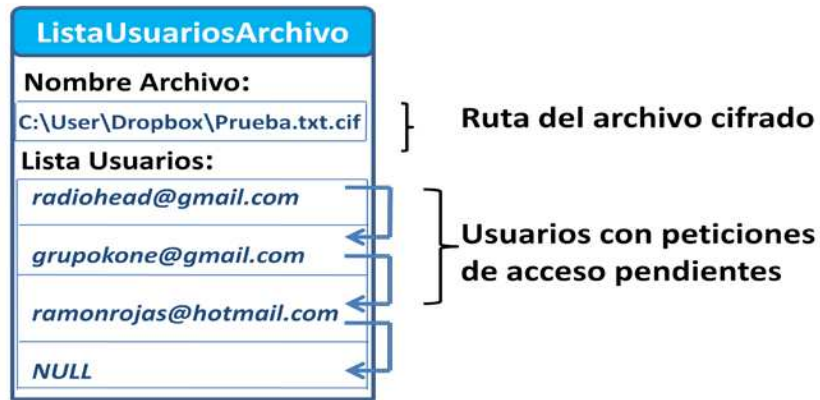 ListaUsuariosArchivo
Nombre Archivo:
C:\User\Dropbox\Prueba.txt.cif
Ruta del archivo cifrado
Lista Usuarios:
radiohead@gmail.com
grupokone@gmail.com
ramonrojas@hotmail.com
NULL
Usuarios con peticiones
de acceso pendientes